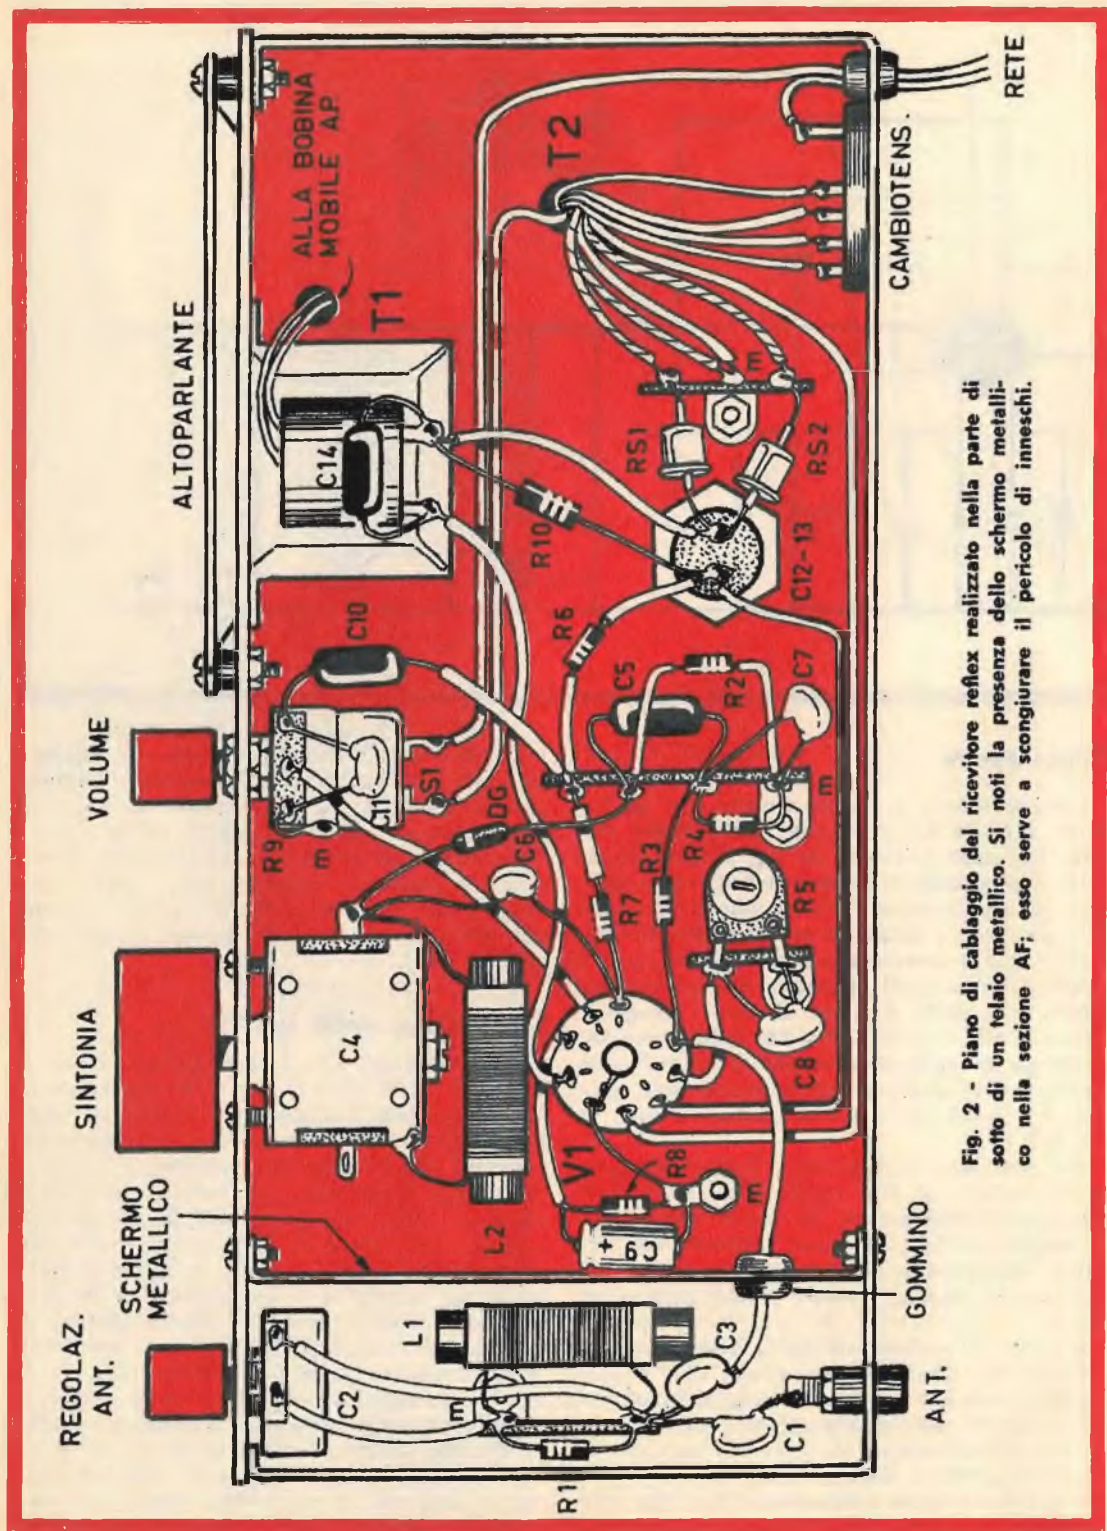 REGOLAZ.
ANT.
SCHERMO
METALLICO
SINTONIA
VOLUME
ALTOPARLANTE
ALLA BOBINA
MOBILE AP.
T1
T2
C2
m
L1
R1
C3
C1
ANT.
GOMMINO
L2
C4
V1
C9
+
R8
m
R9
m
C11
S1
C10
C14
DG
C6
R7
R3
R4
R5
C8
R6
C5
R2
C7
m
R10
C12-13
RS1
RS2
m
CAMBIOTENS.
RETE
Fig. 2 - Piano di cablaggio del ricevitore reflex realizzato nella parte di
sotto di un telaio metallico. Si noti la presenza dello schermo metalli-
co nella sezione AF; esso serve a scongiurare il pericolo di inneschi.